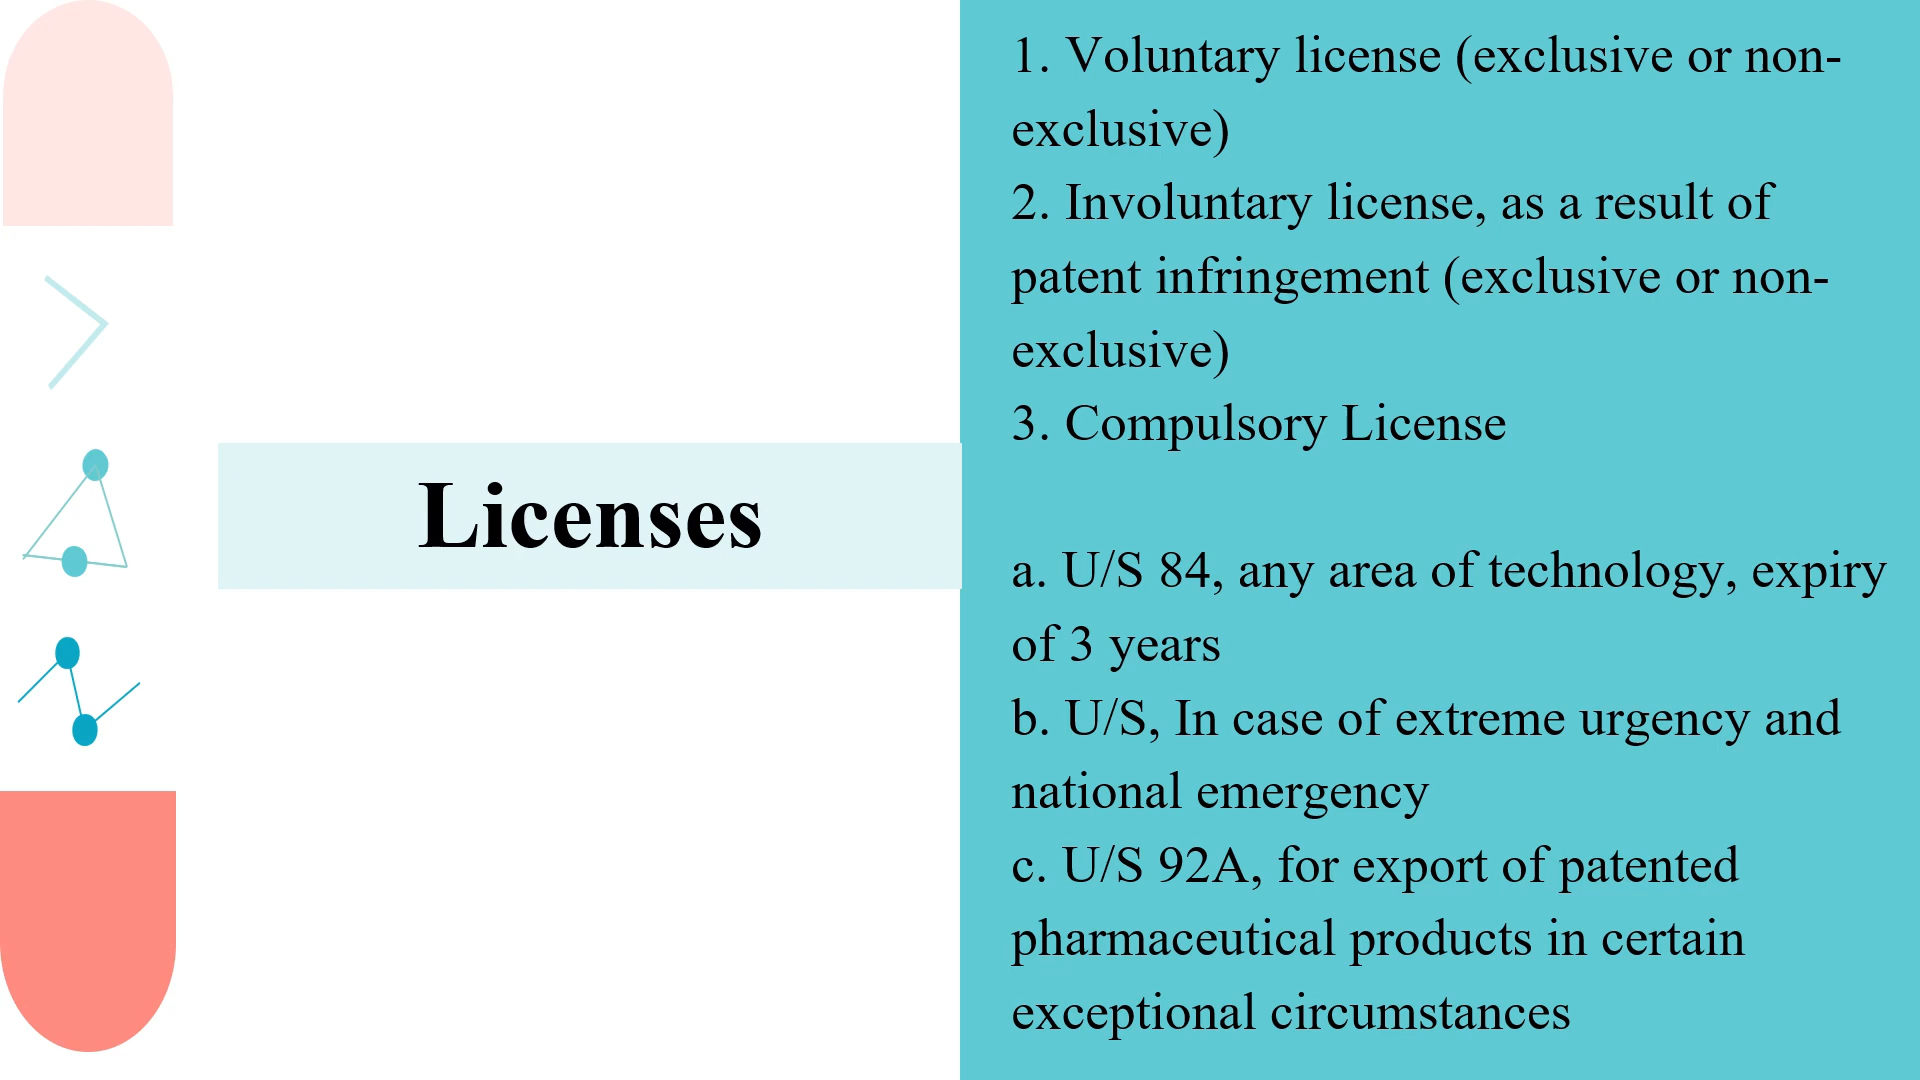 Licenses
1. Voluntary license (exclusive or non-
exclusive)
2. Involuntary license, as a result of
patent infringement (exclusive or non-
exclusive)
3. Compulsory License
a. U/S 84, any area of technology, expiry
of 3 years
b. U/S, In case of extreme urgency and
national emergency
c. U/S 92A, for export of patented
pharmaceutical products in certain
exceptional circumstances